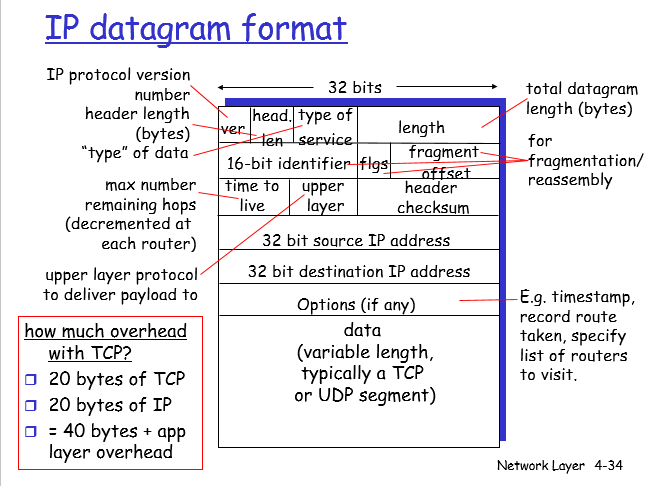 IP datagram format
IP protocol version
number
header length
(bytes)
"type" of data
max number
remaining hops
(decremented at
each router)
upper layer protocol
to deliver payload to
32 bits
ver
head.
len
type of
service
length
16-bit identifier
flgs
fragment
offset
time to
live
upper
layer
header
checksum
32 bit source IP address
32 bit destination IP address
Options (if any)
data
(variable length,
typically a TCP
or UDP segment)
total datagram
length (bytes)
for
fragmentation/
reassembly
E.g. timestamp,
record route
taken, specify
list of routers
to visit.
how much overhead
with TCP?
20 bytes of TCP
20 bytes of IP
= 40 bytes + app
layer overhead
Network Layer 4-34